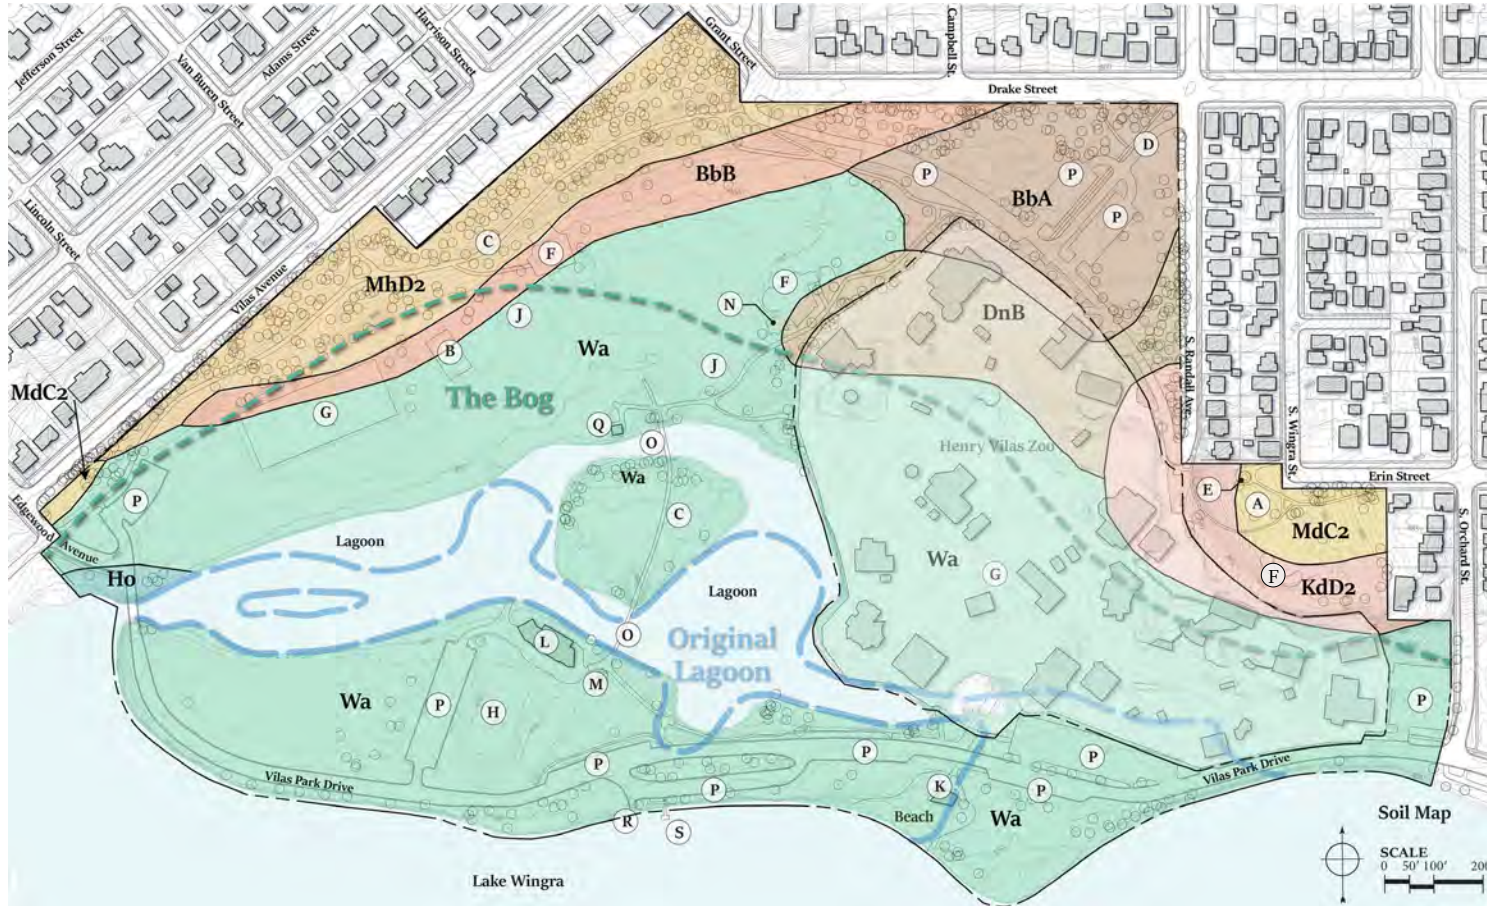 Jefferson Street
Van Buren Street
Adams Street
Harrison Street
Grant Street
Campbell St.
Drake Street
D
P
P
BbB
BbA
P
Lincoln Street
C
F
Vilas Avenue
MhD2
F
N
DnB
J
Wa
B
J
S. Randall Ave.
MdC2
The Bog
G
Q
O
Henry Vilas Zoo
S. Wingra St.
Erin Street
Wa
E
A
P
C
MdC2
S. Orchard St.
Edgewood
Avenue
Lagoon
Wa
G
F
Ho
Lagoon
KdD2
L
O
Original
Lagoon
M
Wa
P
H
P
P
P
P
Vilas Park Drive
Vilas Park Drive
P
K
P
Beach
Wa
R
S
Soil Map
SCALE
0 50' 100' 200
Lake Wingra